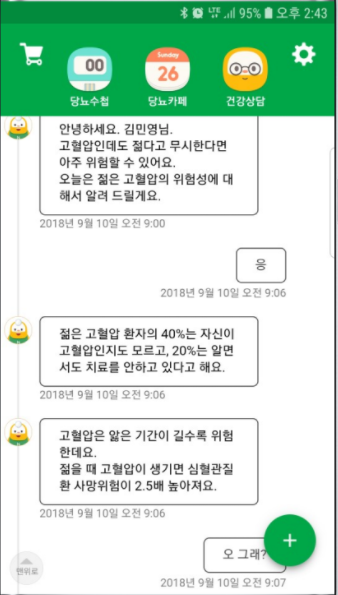 LTE 95% 오후 2:43
00
Sunday
26
당뇨수첩 당뇨카페 건강상담
안녕하세요. 김민영님.
고혈압인데도 젊다고 무시한다면
아주 위험할 수 있어요.
오늘은 젊은 고혈압의 위험성에 대
해서 알려 드릴게요.
2018년 9월 10일 오전 9:00
응
2018년 9월 10일 오전 9:06
젊은 고혈압 환자의 40%는 자신이
고혈압인지도 모르고, 20%는 알면
서도 치료를 안하고 있다고 해요.
2018년 9월 10일 오전 9:06
고혈압은 앓은 기간이 길수록 위험
한데요.
젊을 때 고혈압이 생기면 심혈관질
환 사망위험이 2.5배 높아져요.
2018년 9월 10일 오전 9:06
오 그래?
맨위로
2018년 9월 10일 오전 9:07